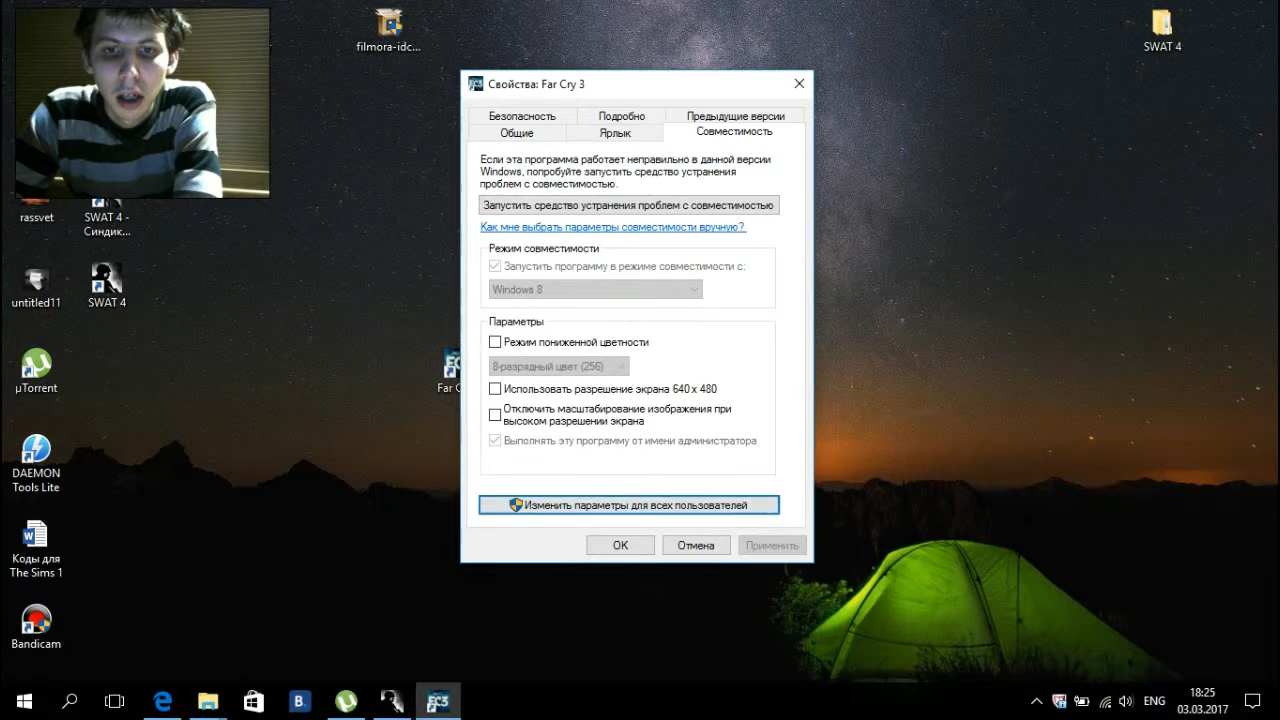 filmora-idc...
SWAT 4
rassvet
SWAT 4 -
Синдик...
untitled11
SWAT 4
µTorrent
Far C
DAEMON
Tools Lite
Коды для
The Sims 1
Bandicam
Свойства: Far Cry 3
Безопасность
Подробно
Предыдущие версии
Общие
Ярлык
Совместимость
Если эта программа работает неправильно в данной версии
Windows, попробуйте запустить средство устранения
проблем с совместимостью.
Запустить средство устранения проблем с совместимостью
Как мне выбрать параметры совместимости вручную?
Режим совместимости
Запустить программу в режиме совместимости с:
Windows 8
Параметры
Режим пониженной цветности
8-разрядный цвет (256)
Использовать разрешение экрана 640 x 480
Отключить масштабирование изображения при
высоком разрешении экрана
Выполнять эту программу от имени администратора
Изменить параметры для всех пользователей
OK
Отмена
Применить
B.
FC3
ENG
18:25
03.03.2017